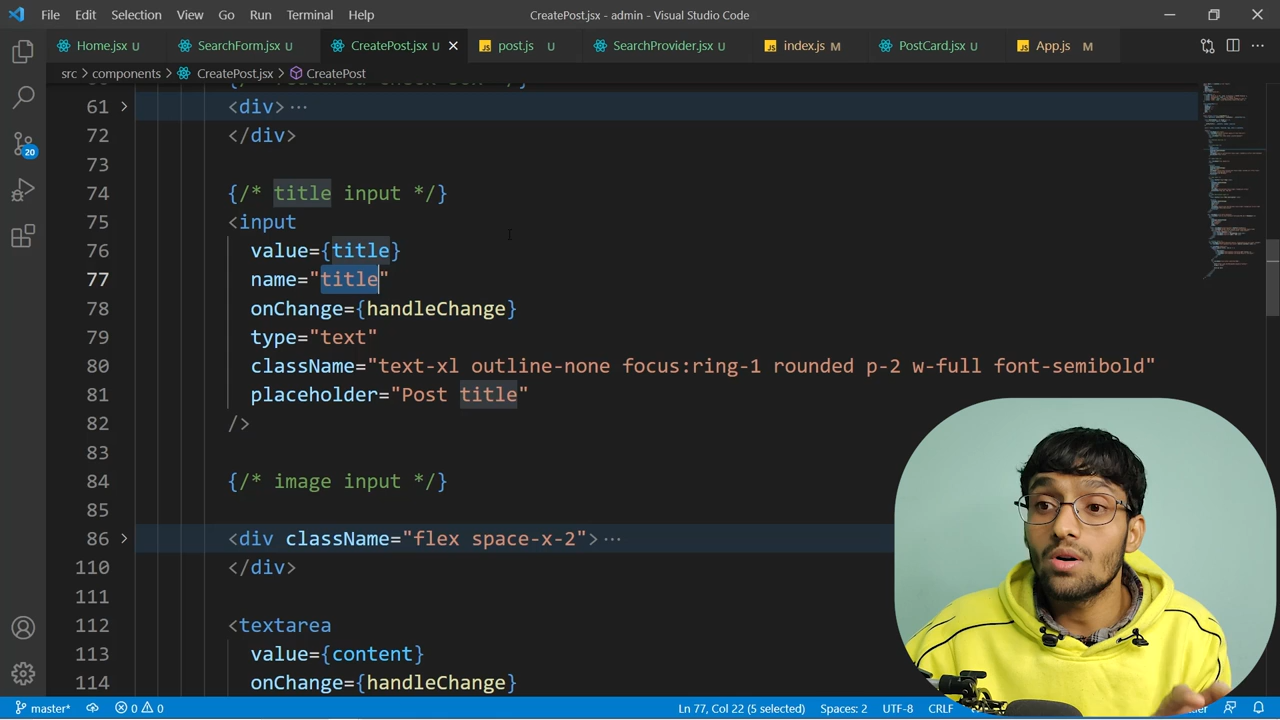 File Edit Selection View Go Run Terminal Help CreatePost.jsx - admin - Visual Studio Code
Home.jsx U SearchForm.jsx U CreatePost.jsx U post.js U SearchProvider.jsx U index.js M PostCard.jsx U App.js M
src > components > CreatePost.jsx > CreatePost
61 <div> ...
72 </div>
73
74 {/* title input */}
75 <input
76 value={title}
77 name="title"
78 onChange={handleChange}
79 type="text"
80 className="text-xl outline-none focus:ring-1 rounded p-2 w-full font-semibold"
81 placeholder="Post title"
82 />
83
84 {/* image input */}
85
86 <div className="flex space-x-2"> ...
110 </div>
111
112 <textarea
113 value={content}
114 onChange={handleChange}
20
master* 0 0 Ln 77, Col 22 (5 selected) Spaces: 2 UTF-8 CRLF